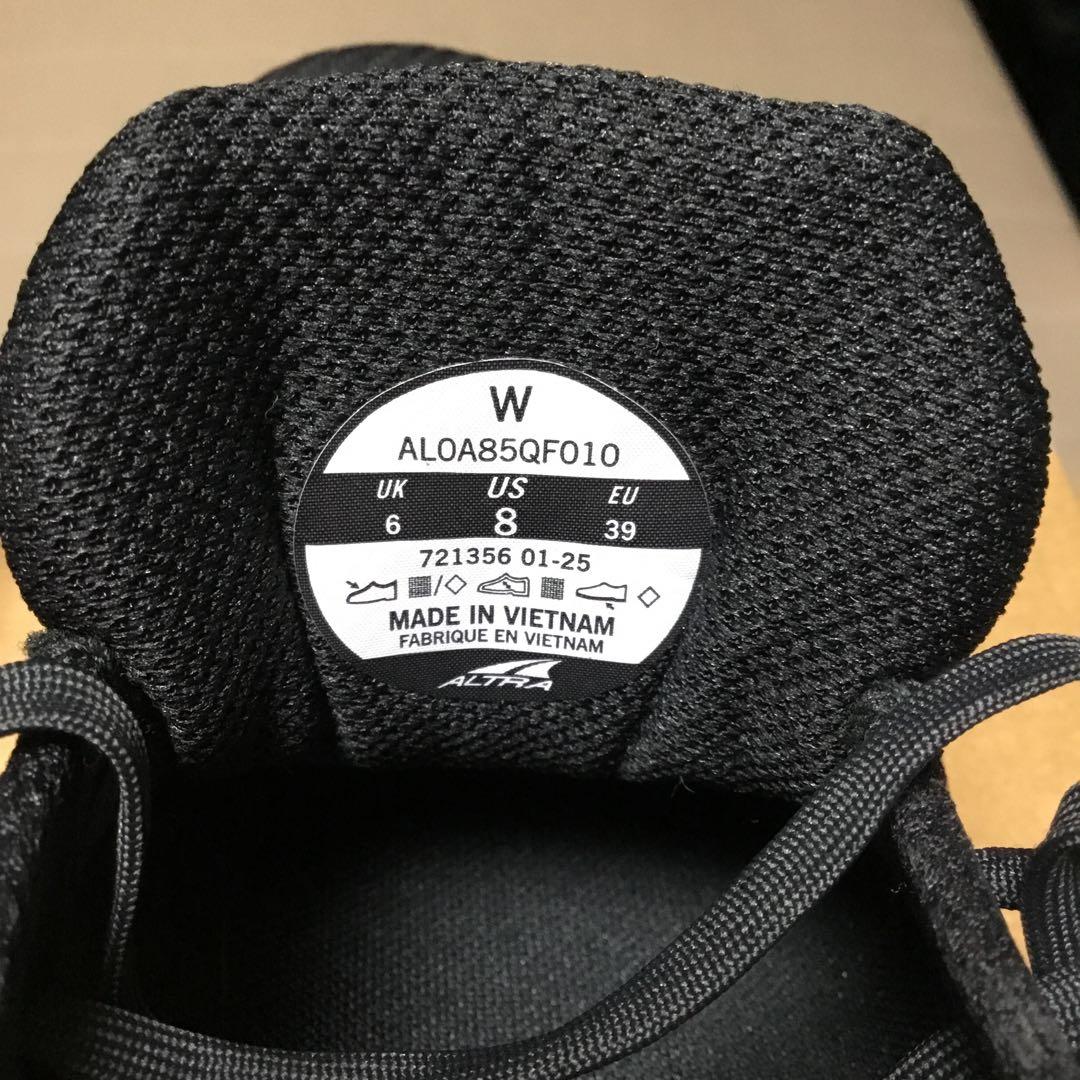 W
AL0A85QF010
UK US EU
6 8 39
721356 01-25
MADE IN VIETNAM
FABRIQUE EN VIETNAM
ALTRA